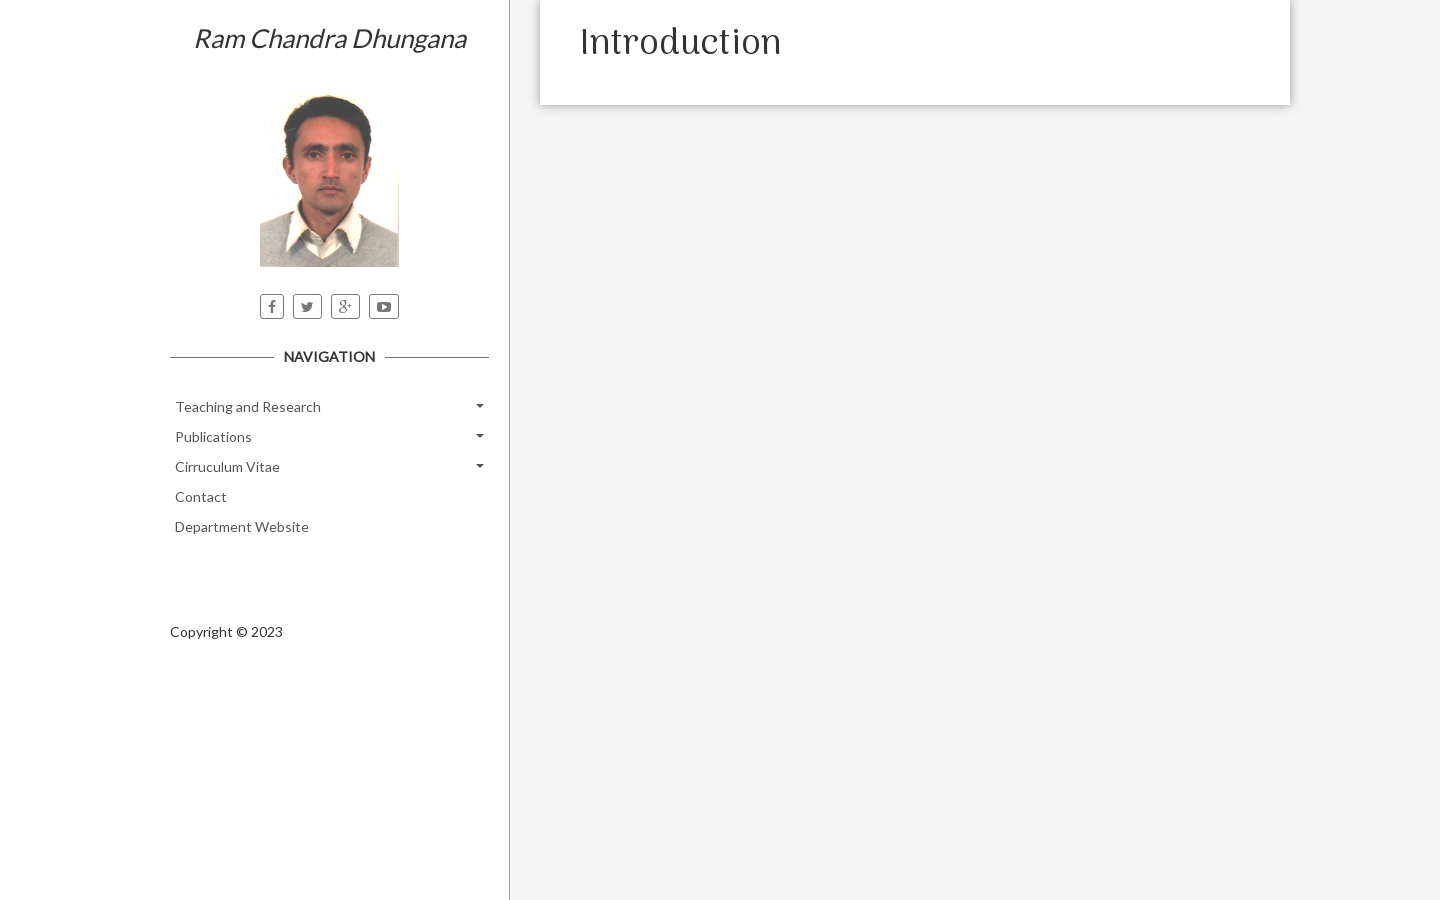 Ram Chandra Dhungana
NAVIGATION
Teaching and Research
Publications
Cirruculum Vitae
Contact
Department Website
Copyright © 2023
Introduction